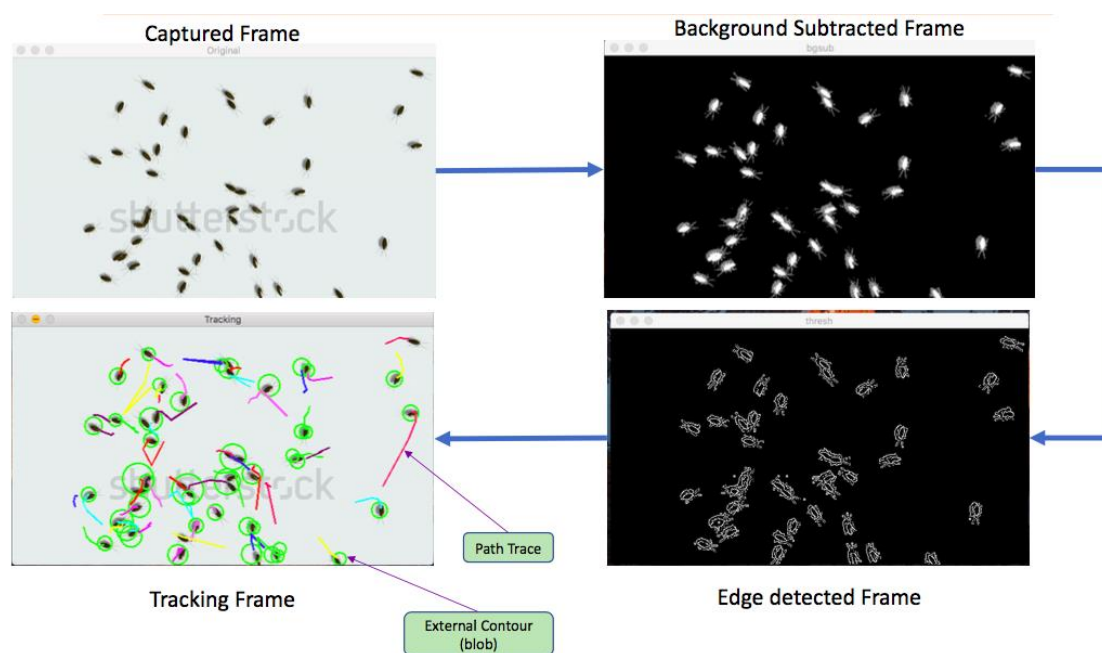 Captured Frame
Original
shutterstock
Background Subtracted Frame
bgsub
Tracking
shutterstock
Path Trace
Tracking Frame
External Contour
(blob)
thresh
Edge detected Frame